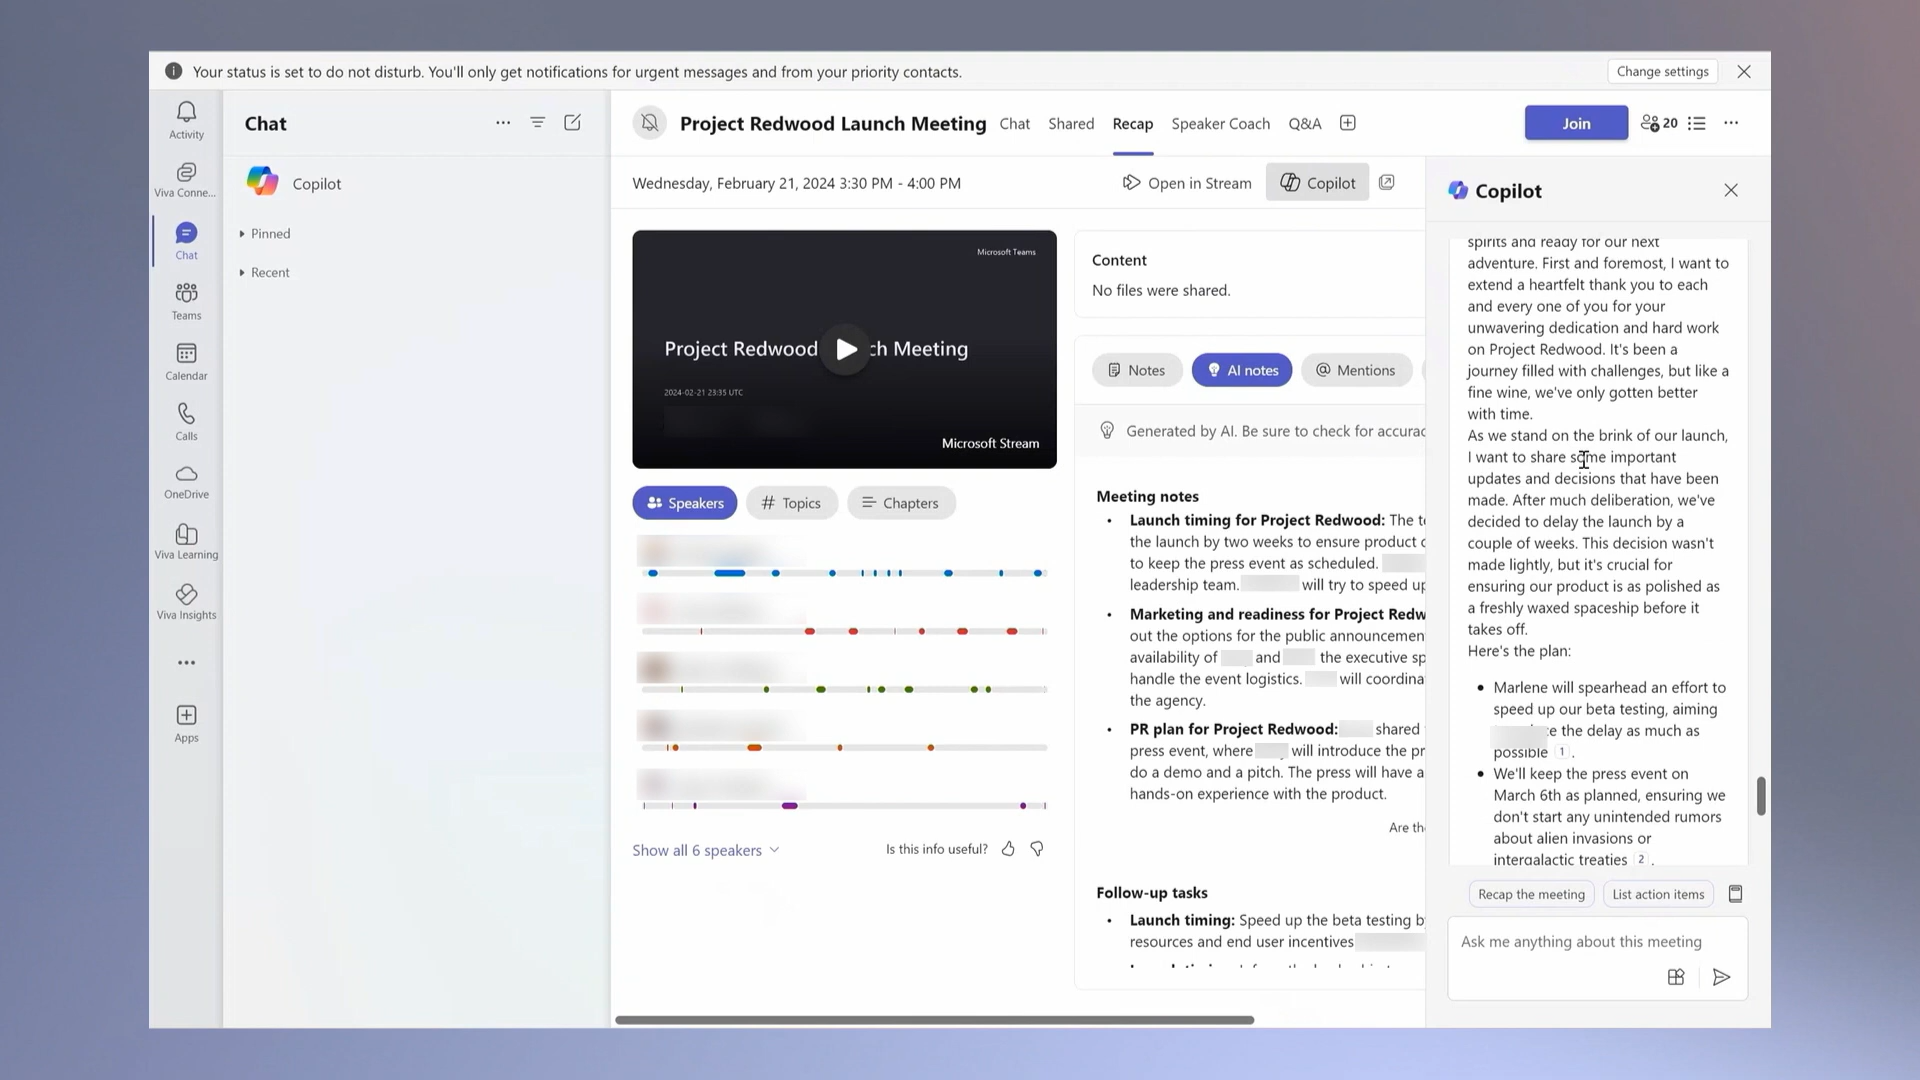 Your status is set to do not disturb. You'll only get notifications for urgent messages and from your priority contacts.
Change settings
Activity
Viva Conne...
Chat
Teams
Calendar
Calls
OneDrive
Viva Learning
Viva Insights
Apps
Chat
Copilot
Pinned
Recent
Project Redwood Launch Meeting
Chat
Shared
Recap
Speaker Coach
Q&A
Join
20
Wednesday, February 21, 2024 3:30 PM - 4:00 PM
Open in Stream
Copilot
Microsoft Teams
Project Redwood
ch Meeting
2024-02-21 23:35 UTC
Microsoft Stream
Speakers
Topics
Chapters
Show all 6 speakers
Is this info useful?
Content
No files were shared.
Notes
AI notes
Mentions
Generated by AI. Be sure to check for accurac
Meeting notes
• Launch timing for Project Redwood: The t
the launch by two weeks to ensure product
to keep the press event as scheduled.
leadership team. will try to speed up
• Marketing and readiness for Project Redw
out the options for the public announcemen
availability of and the executive sp
handle the event logistics. will coordina
the agency.
• PR plan for Project Redwood: shared
press event, where will introduce the pr
do a demo and a pitch. The press will have a
hands-on experience with the product.
Are th
Follow-up tasks
• Launch timing: Speed up the beta testing b
resources and end user incentives
Copilot
spirits and ready for our next
adventure. First and foremost, I want to
extend a heartfelt thank you to each
and every one of you for your
unwavering dedication and hard work
on Project Redwood. It's been a
journey filled with challenges, but like a
fine wine, we've only gotten better
with time.
As we stand on the brink of our launch,
I want to share some important
updates and decisions that have been
made. After much deliberation, we've
decided to delay the launch by a
couple of weeks. This decision wasn't
made lightly, but it's crucial for
ensuring our product is as polished as
a freshly waxed spaceship before it
takes off.
Here's the plan:
• Marlene will spearhead an effort to
speed up our beta testing, aiming
the delay as much as
possible 1 .
• We'll keep the press event on
March 6th as planned, ensuring we
don't start any unintended rumors
about alien invasions or
intergalactic treaties 2 .
Recap the meeting
List action items
Ask me anything about this meeting